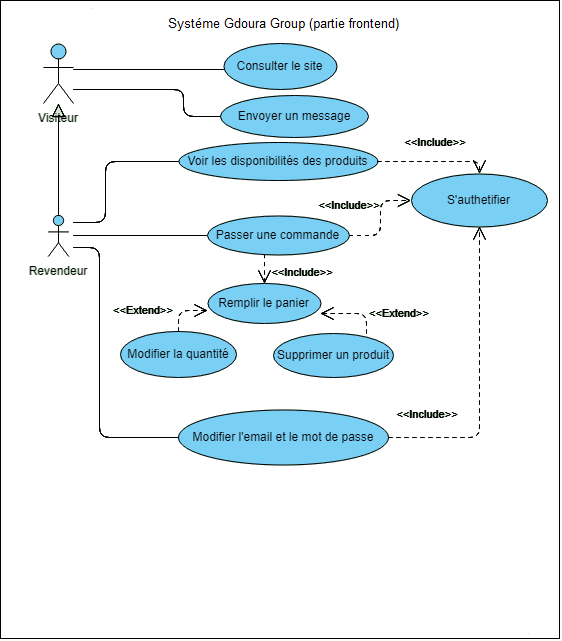 Systéme Gdoura Group (partie frontend)
Consulter le site
Envoyer un message
Visiteur
<<Include>>
Voir les disponibilités des produits
S'authetifier
<<Include>>
Passer une commande
Revendeur
<<Include>>
Remplir le panier
<<Extend>>
<<Extend>>
Modifier la quantité
Supprimer un produit
<<Include>>
Modifier l'email et le mot de passe